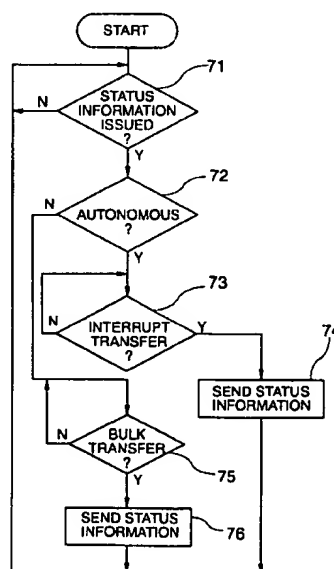 START
71
STATUS
INFORMATION
ISSUED
?
N
Y
72
AUTONOMOUS
?
N
Y
73
INTERRUPT
TRANSFER
?
N
Y
74
SEND STATUS
INFORMATION
BULK
TRANSFER
?
N
75
Y
SEND STATUS
INFORMATION
76